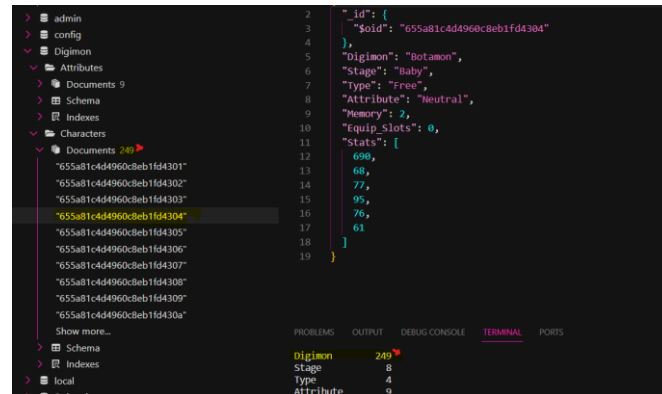 admin
config
Digimon
Attributes
Documents 9
Schema
Indexes
Characters
Documents 249
"655a81c4d4960c8eb1fd4301"
"655a81c4d4960c8eb1fd4302"
"655a81c4d4960c8eb1fd4303"
"655a81c4d4960c8eb1fd4304"
"655a81c4d4960c8eb1fd4305"
"655a81c4d4960c8eb1fd4306"
"655a81c4d4960c8eb1fd4307"
"655a81c4d4960c8eb1fd4308"
"655a81c4d4960c8eb1fd4309"
"655a81c4d4960c8eb1fd430a"
Show more...
Schema
Indexes
local
2 "_id": {
3 "$oid": "655a81c4d4960c8eb1fd4304"
4 },
5 "Digimon": "Botamon",
6 "Stage": "Baby",
7 "Type": "Free",
8 "Attribute": "Neutral",
9 "Memory": 2,
10 "Equip_Slots": 0,
11 "Stats": [
12 690,
13 68,
14 77,
15 95,
16 76,
17 61
18 ]
19 }
PROBLEMS OUTPUT DEBUG CONSOLE TERMINAL PORTS
Digimon 249
Stage 8
Type 4
Attribute 9